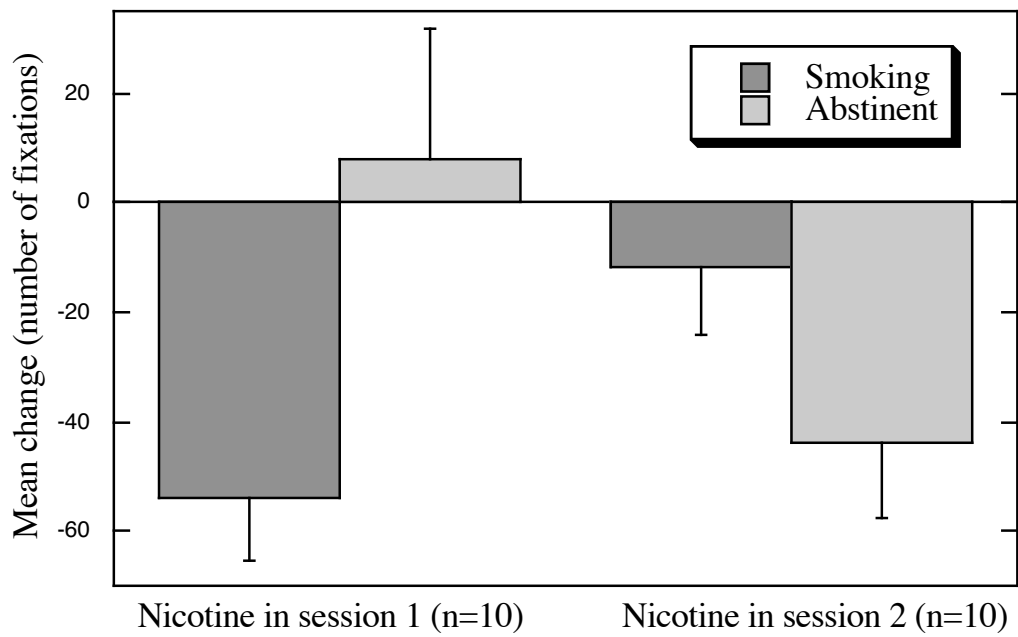 Mean change (number of fixations)
20
0
-20
-40
-60
Smoking
Abstinent
Nicotine in session 1 (n=10)
Nicotine in session 2 (n=10)